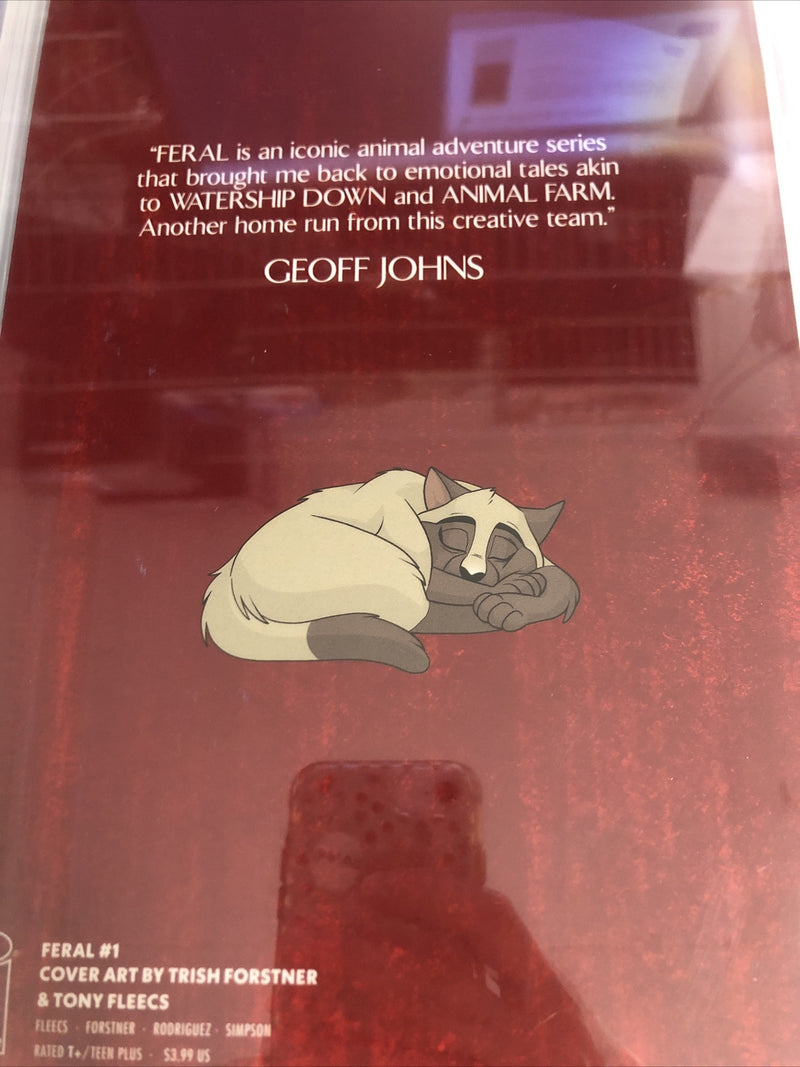 “FERAL is an iconic animal adventure series
that brought me back to emotional tales akin
to WATERSHIP DOWN and ANIMAL FARM.
Another home run from this creative team.”
GEOFF JOHNS
FERAL #1
COVER ART BY TRISH FORSTNER
& TONY FLEECS
FLEECS · FORSTNER · RODRIGUEZ · SIMPSON
RATED T+/TEEN PLUS · $3.99 US